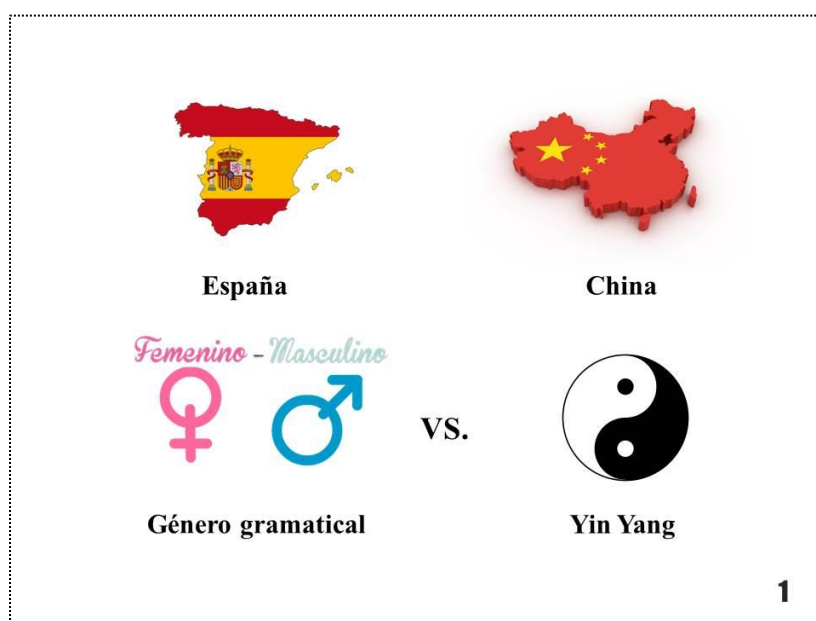 España
China
Femenino - Masculino
VS.
Género gramatical
Yin Yang
1